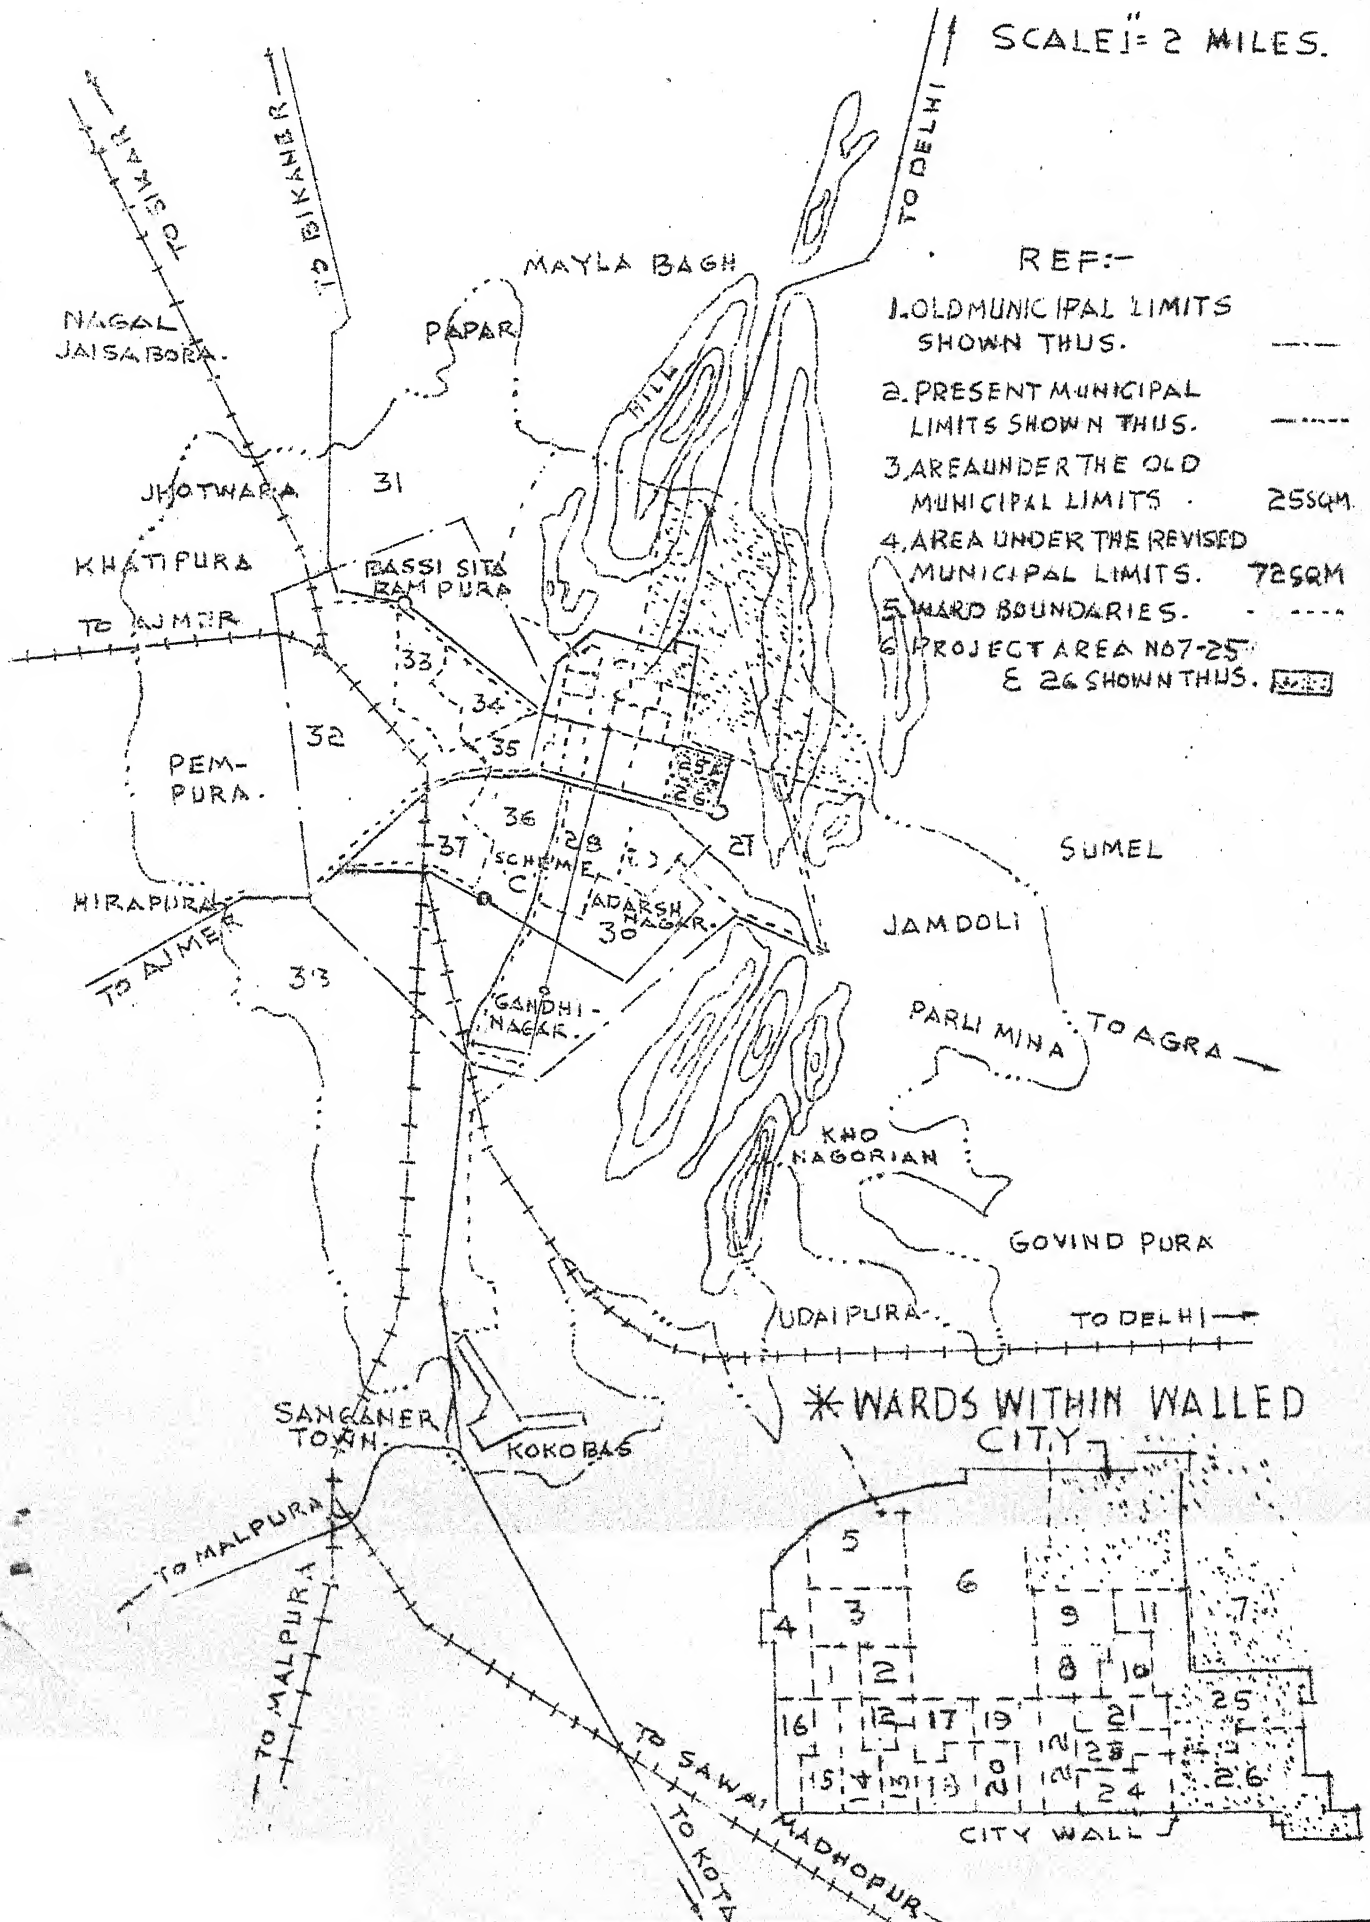 SCALE 1"= 2 MILES.
TO DELHI
TO BIKANER
TO SIKAR
REF:-
1. OLD MUNICIPAL LIMITS
SHOWN THUS.
2. PRESENT MUNICIPAL
LIMITS SHOWN THUS.
3, AREA UNDER THE OLD
MUNICIPAL LIMITS . 25SQM.
4, AREA UNDER THE REVISED
MUNICIPAL LIMITS. 72SQM
5. WARD BOUNDARIES.
6 PROJECT AREA NO7-25
& 26 SHOWN THUS.
MAYLA BAGH
PAPAR
NAGAL
JAISABORA.
HILL
JHOTWARA
31
KHATIPURA
BASSI SITA
RAM PURA
TO AJMER
33
34
32
35
PEM-
PURA.
36
37
28
27
SCHEME
C
ADARSH
NAGAR.
30
SUMEL
HIRAPURA
TO AJMER
JAMDOLI
33
GANDHI-
NAGAR.
PARLI MINA
TO AGRA
KHO
NAGORIAN
GOVIND PURA
UDAIPURA
TO DELHI
SANGANER
TOWN.
KOKOBAS
TO MALPURA
TO MALPURA
TO SAWAI MADHOPUR
TO KOTA
* WARDS WITHIN WALLED
CITY
5
6
4
3
9
11
7
1
2
8
10
16
12
17
19
21
25
15
14
13
18
20
22
23
24
26
CITY WALL